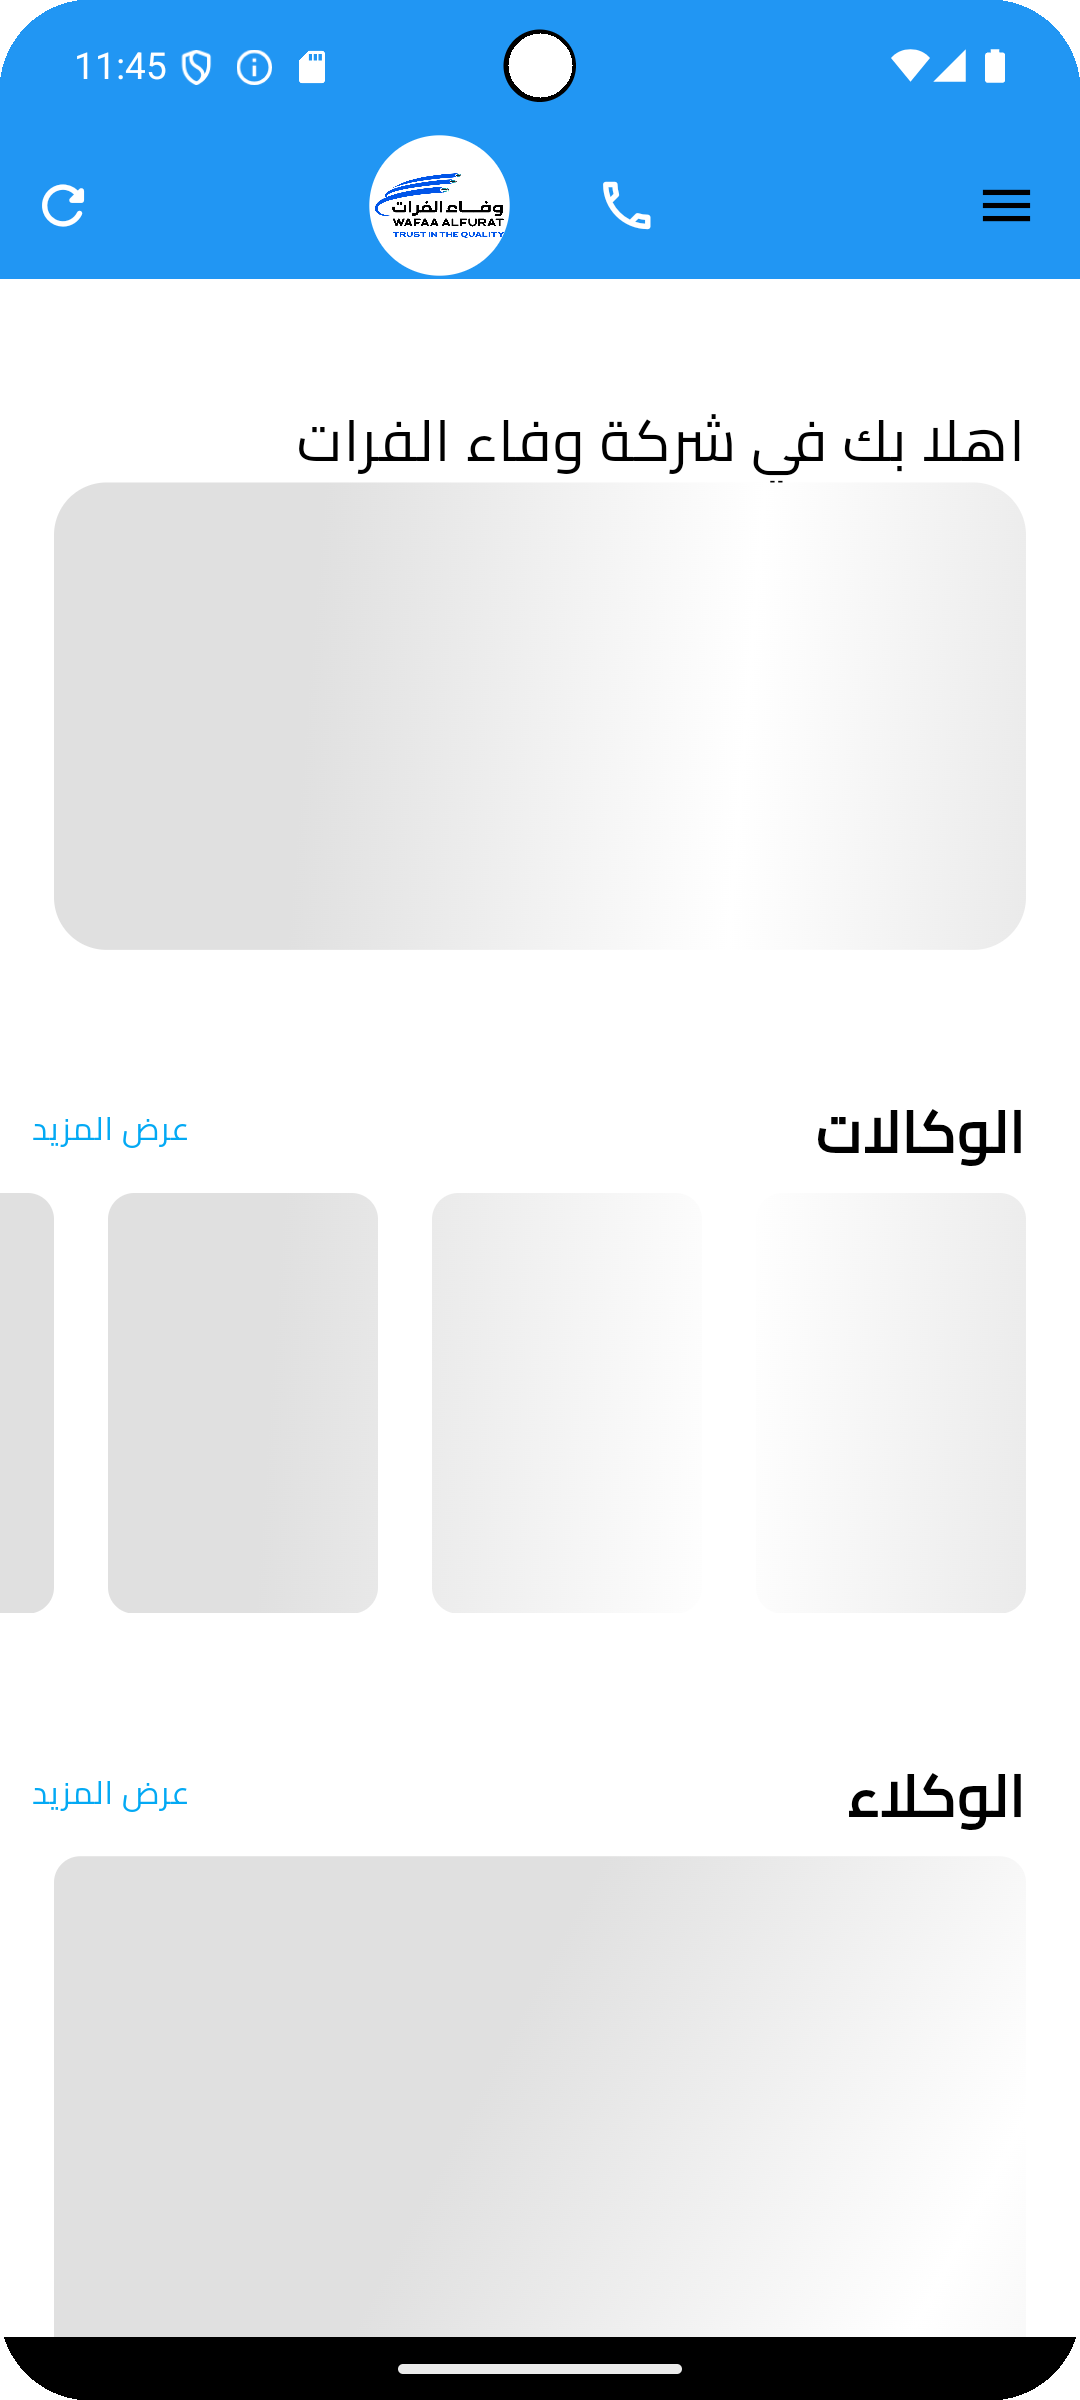 11:45
وفاء الفرات
WAFAA ALFURAT
TRUST IN THE QUALITY
اهلا بك في شركة وفاء الفرات
الوكالات
عرض المزيد
الوكلاء
عرض المزيد